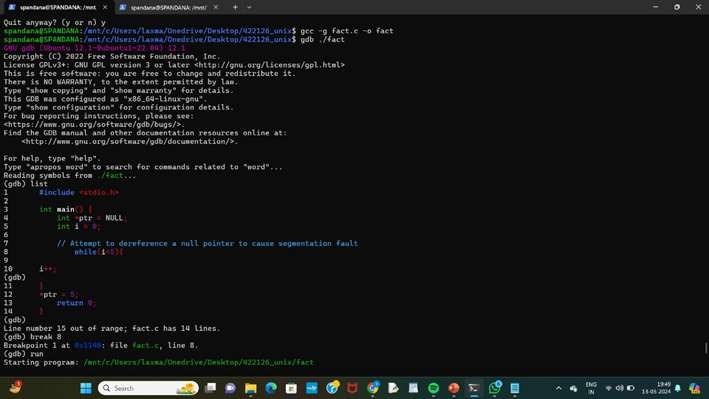 spandana@SPANDANA: /mnt
spandana@SPANDANA: /mnt/
Quit anyway? (y or n) y
spandana@SPANDANA:/mnt/c/Users/laxma/Onedrive/Desktop/422126_unix$ gcc -g fact.c -o fact
spandana@SPANDANA:/mnt/c/Users/laxma/Onedrive/Desktop/422126_unix$ gdb ./fact
GNU gdb (Ubuntu 12.1-0ubuntu1~22.04) 12.1
Copyright (C) 2022 Free Software Foundation, Inc.
License GPLv3+: GNU GPL version 3 or later <http://gnu.org/licenses/gpl.html>
This is free software: you are free to change and redistribute it.
There is NO WARRANTY, to the extent permitted by law.
Type "show copying" and "show warranty" for details.
This GDB was configured as "x86_64-linux-gnu".
Type "show configuration" for configuration details.
For bug reporting instructions, please see:
<https://www.gnu.org/software/gdb/bugs/>.
Find the GDB manual and other documentation resources online at:
    <http://www.gnu.org/software/gdb/documentation/>.
For help, type "help".
Type "apropos word" to search for commands related to "word"...
Reading symbols from ./fact...
(gdb) list
1       #include <stdio.h>
2
3       int main() {
4           int *ptr = NULL;
5           int i = 0;
6
7           // Attempt to dereference a null pointer to cause segmentation fault
8               while(i<5){
9
10      i++;
(gdb)
11          }
12      *ptr = 5;
13          return 0;
14      }
(gdb)
Line number 15 out of range; fact.c has 14 lines.
(gdb) break 8
Breakpoint 1 at 0x1140: file fact.c, line 8.
(gdb) run
Starting program: /mnt/c/Users/laxma/Onedrive/Desktop/422126_unix/fact
Search
ENG
IN
19:49
13-05-2024